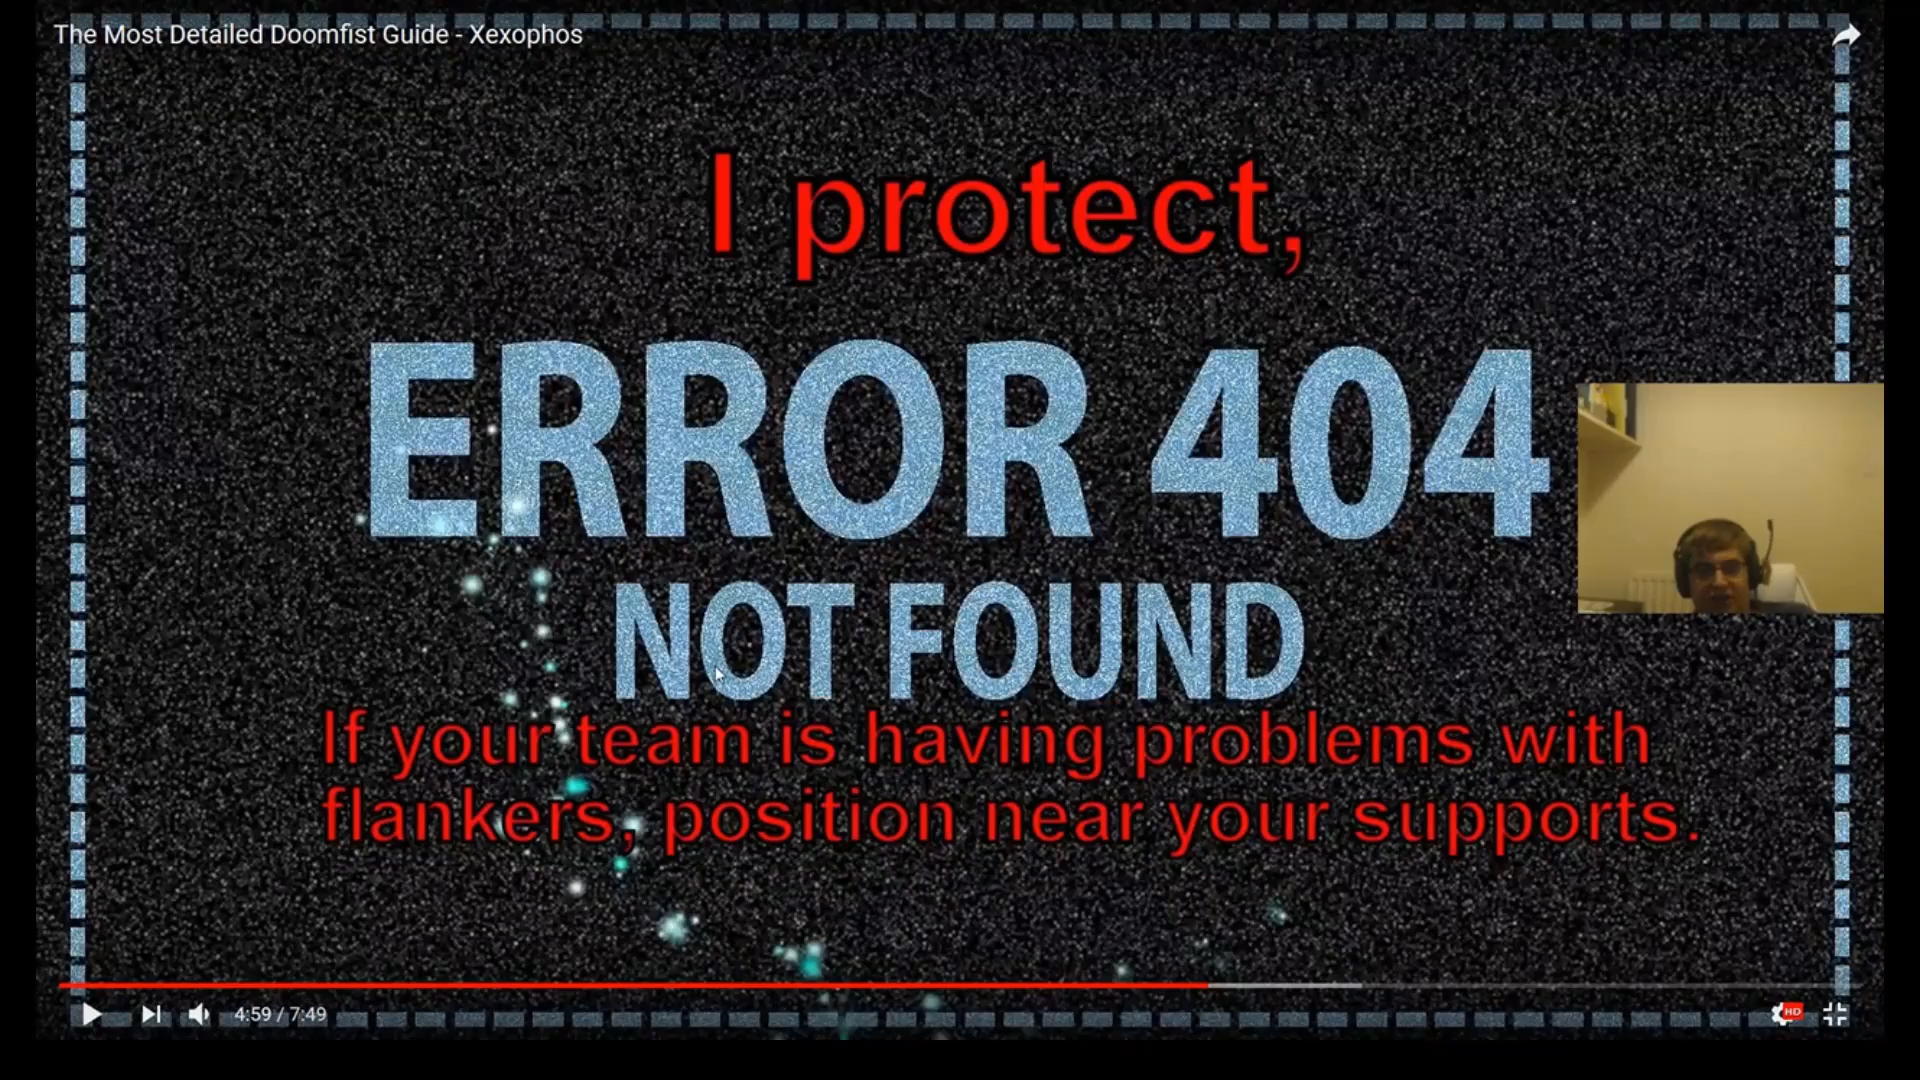 The Most Detailed Doomfist Guide - Xexophos
I protect,
ERROR 404
NOT FOUND
If your team is having problems with
flankers, position near your supports.
4:59 / 7:49
HD